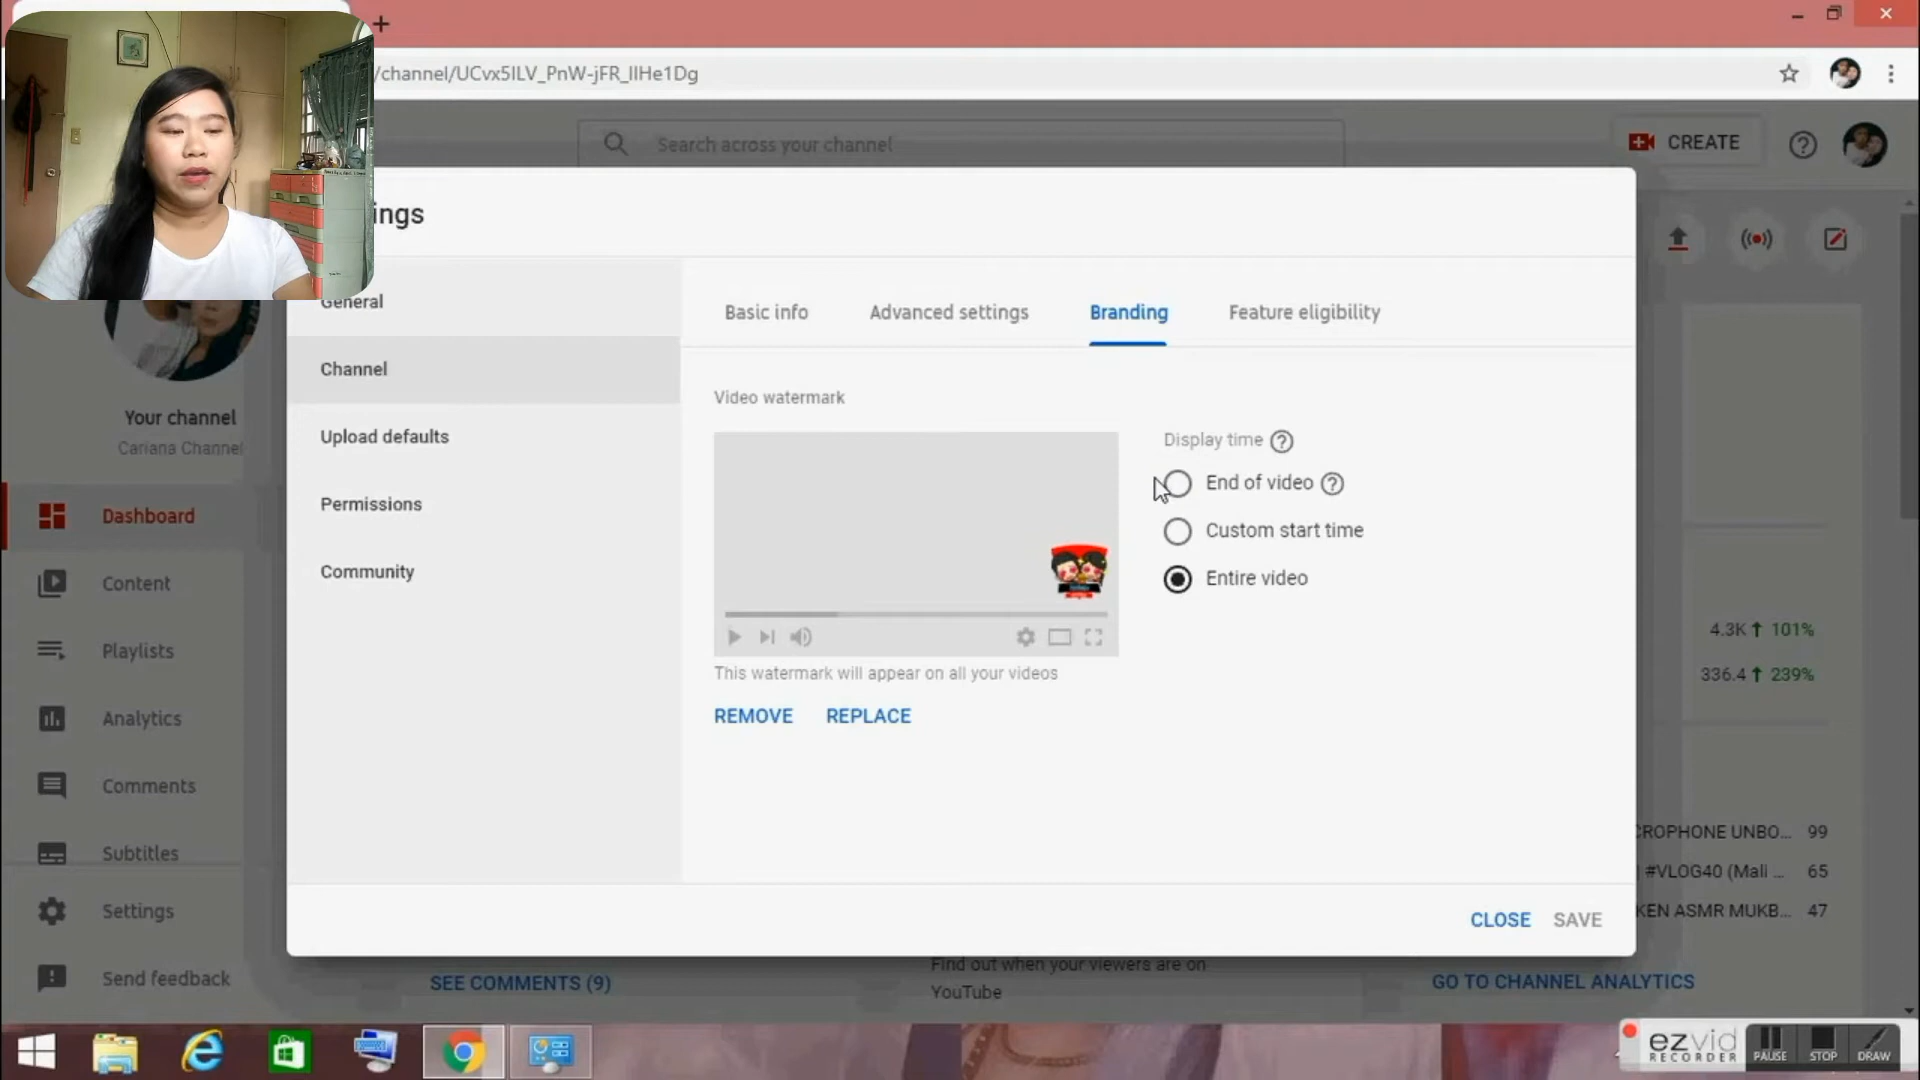 /channel/UCvx5ILV_PnW-jFR_IIHe1Dg
Search across your channel
CREATE
ings
General
Channel
Upload defaults
Permissions
Community
Basic info
Advanced settings
Branding
Feature eligibility
Video watermark
Display time
End of video
Custom start time
Entire video
This watermark will appear on all your videos
REMOVE
REPLACE
CLOSE
SAVE
Your channel
Cariana Channel
Dashboard
Content
Playlists
Analytics
Comments
Subtitles
Settings
Send feedback
4.3K 101%
336.4 239%
CROPHONE UNBO... 99
#VLOG40 (Mali ... 65
KEN ASMR MUKB... 47
SEE COMMENTS (9)
Find out when your viewers are on
YouTube
GO TO CHANNEL ANALYTICS
ezvid
RECORDER
PAUSE
STOP
DRAW